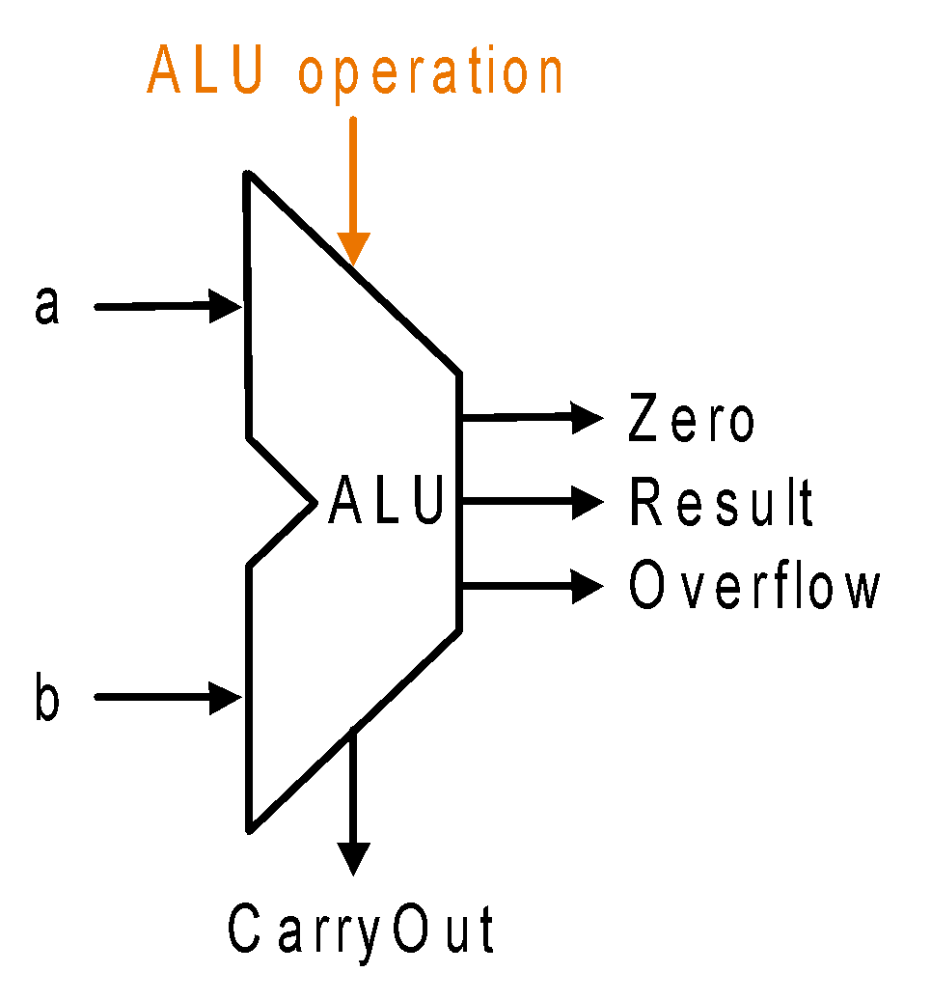 ALU operation
a
Zero
ALU
Result
Overflow
b
CarryOut